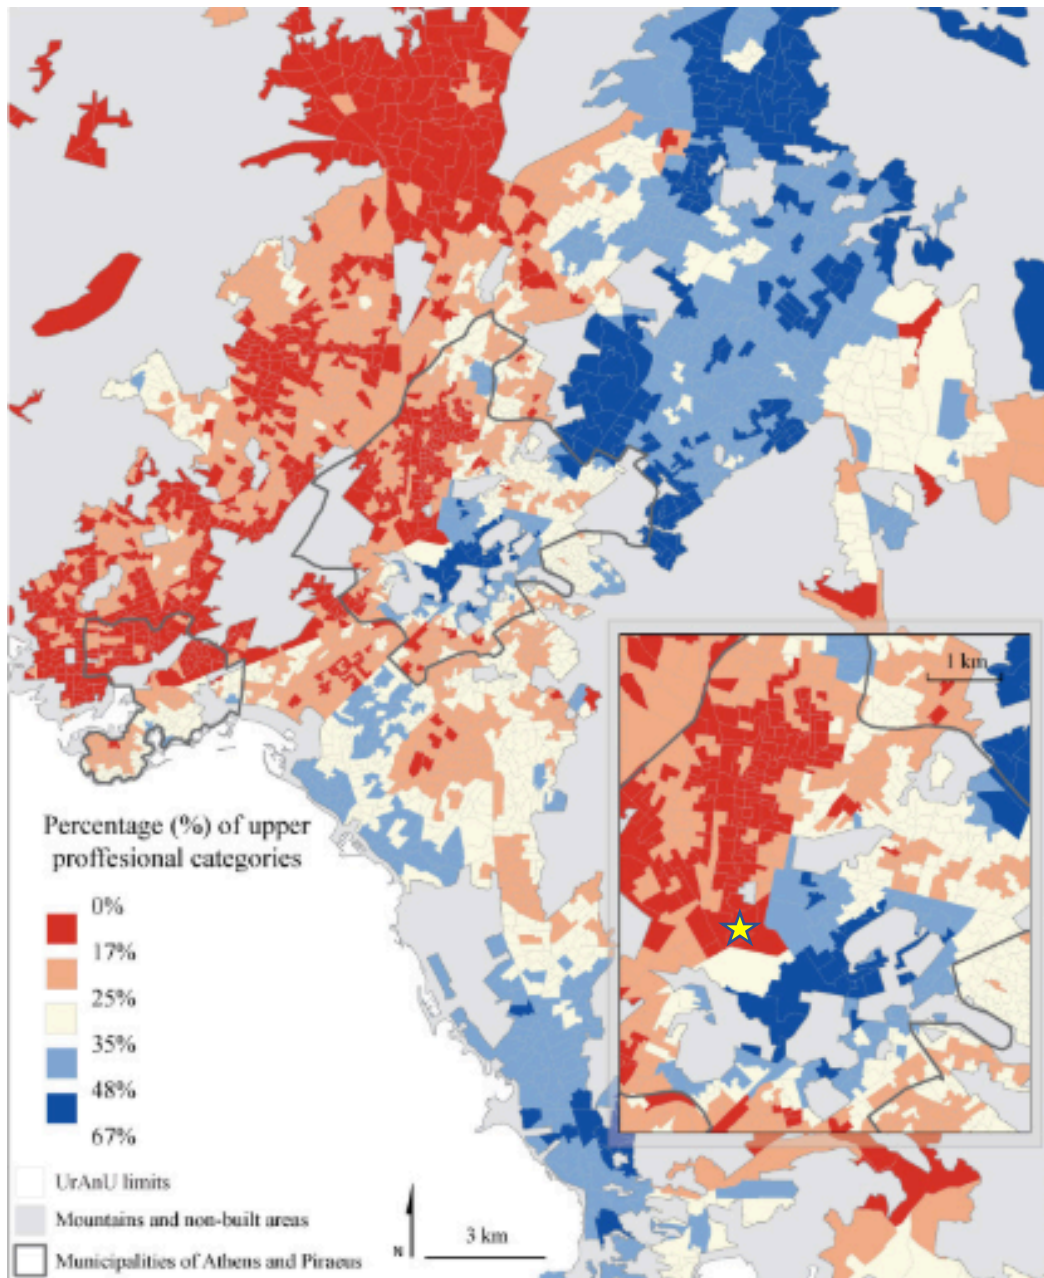 1 km
Percentage (%) of upper
proffesional categories
0%
17%
25%
35%
48%
67%
UrAnU limits
Mountains and non-built areas
Municipalities of Athens and Piraeus
N
3 km